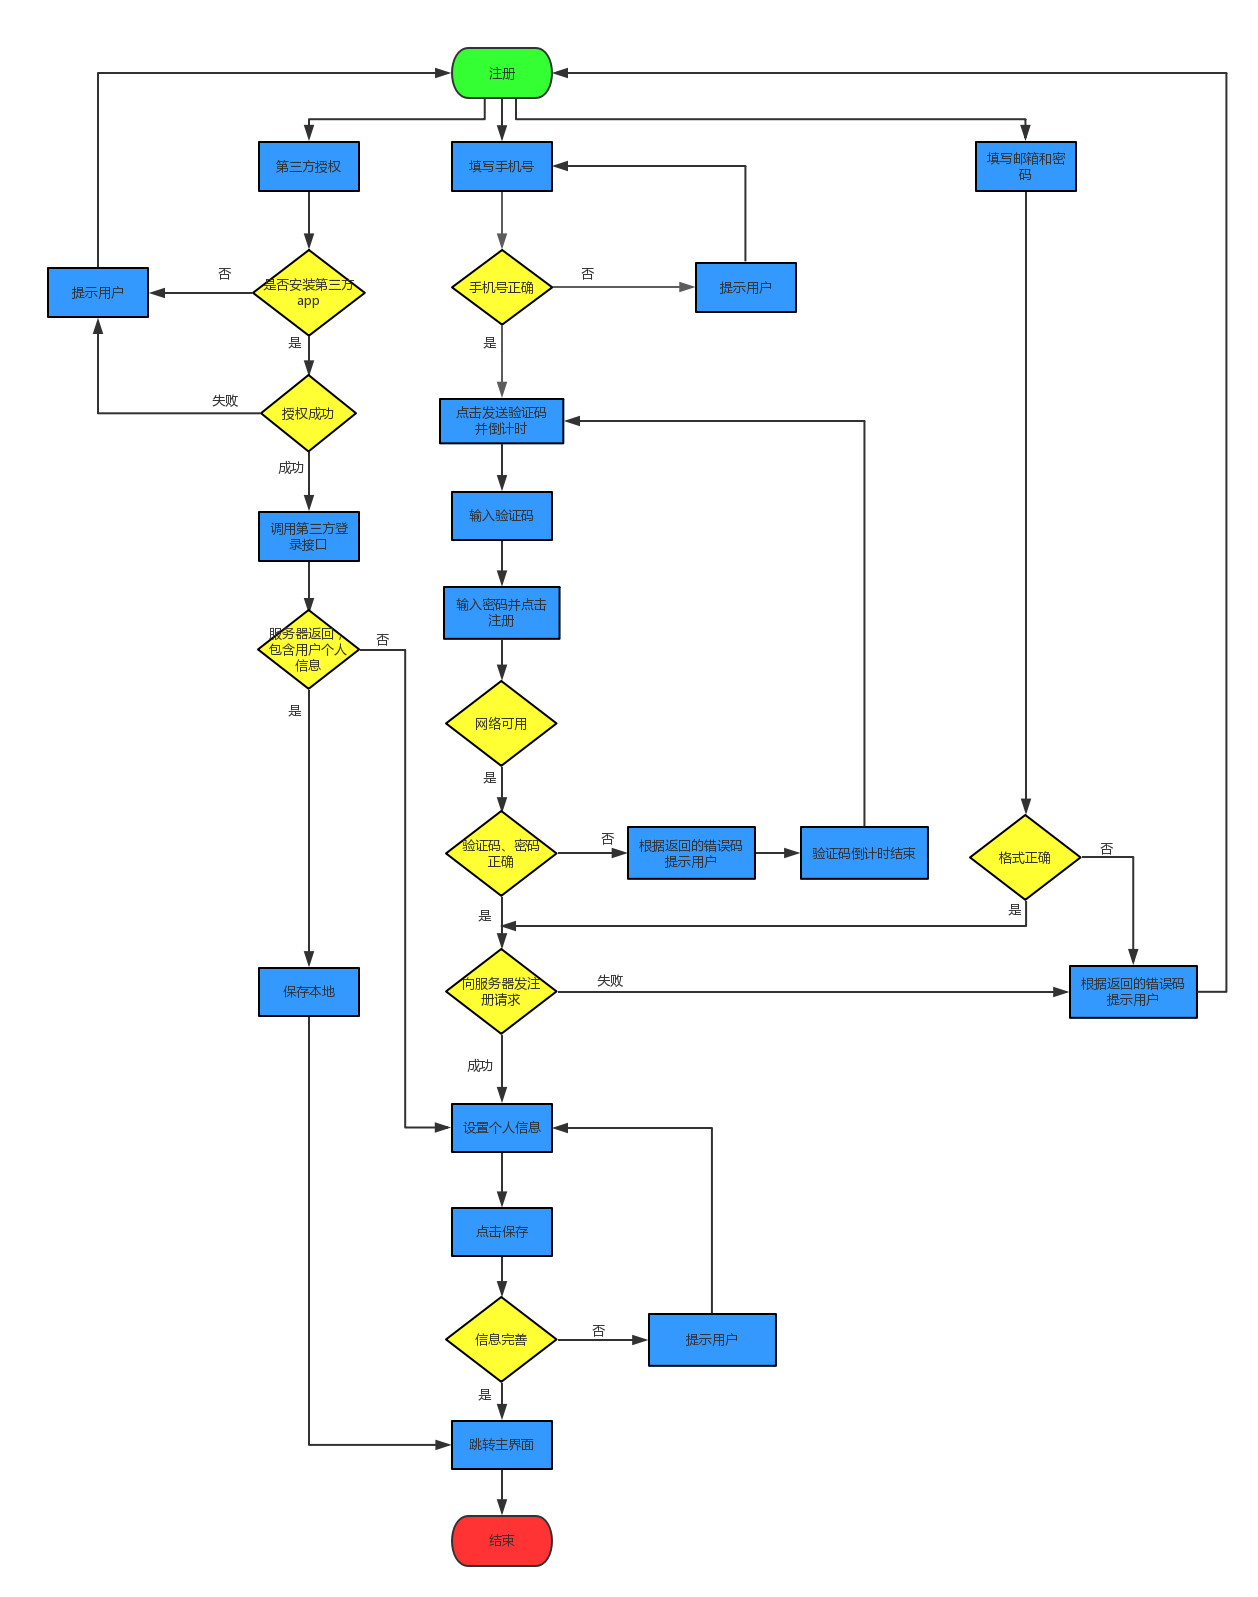 注册
第三方授权
填写手机号
填写邮箱和密
码
否
是否安装第三方
app
提示用户
手机号正确
否
提示用户
是
是
失败
授权成功
点击发送验证码
并倒计时
成功
调用第三方登
录接口
输入验证码
输入密码并点击
注册
服务器返回,
包含用户个人
信息
否
是
网络可用
是
验证码、密码
正确
否
根据返回的错误码
提示用户
验证码倒计时结束
格式正确
否
是
是
向服务器发注
册请求
失败
根据返回的错误码
提示用户
保存本地
成功
设置个人信息
点击保存
信息完善
否
提示用户
是
跳转主界面
结束